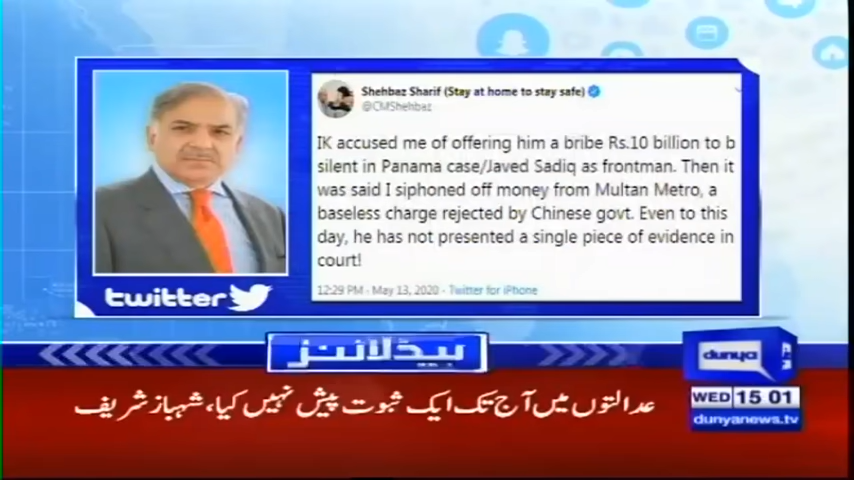 Shehbaz Sharif (Stay at home to stay safe)
@CMShehbaz
IK accused me of offering him a bribe Rs.10 billion to b
silent in Panama case/Javed Sadiq as frontman. Then it
was said I siphoned off money from Multan Metro, a
baseless charge rejected by Chinese govt. Even to this
day, he has not presented a single piece of evidence in
court!
12:29 PM - May 13, 2020 - Twitter for iPhone
twitter
ہیڈلائنز
dunya
عدالتوں میں آج تک ایک ثبوت پیش نہیں کیا، شہباز شریف
WED 15 01
dunyanews.tv